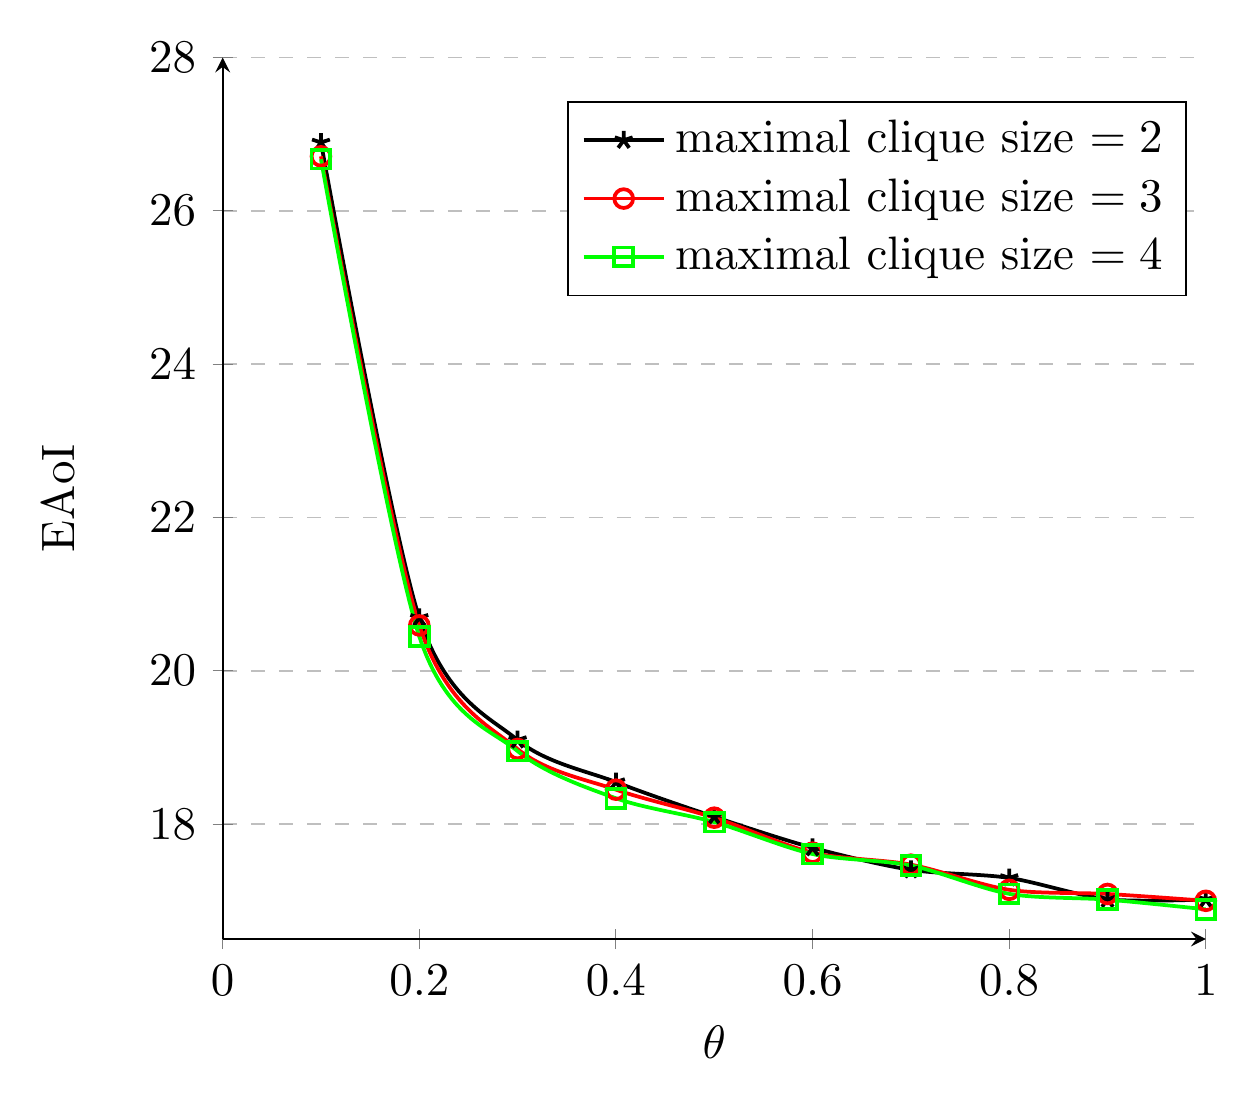 28
26
24
22
20
18
EAoI
maximal clique size = 2
maximal clique size = 3
maximal clique size = 4
0 0.2 0.4 0.6 0.8 1
θ